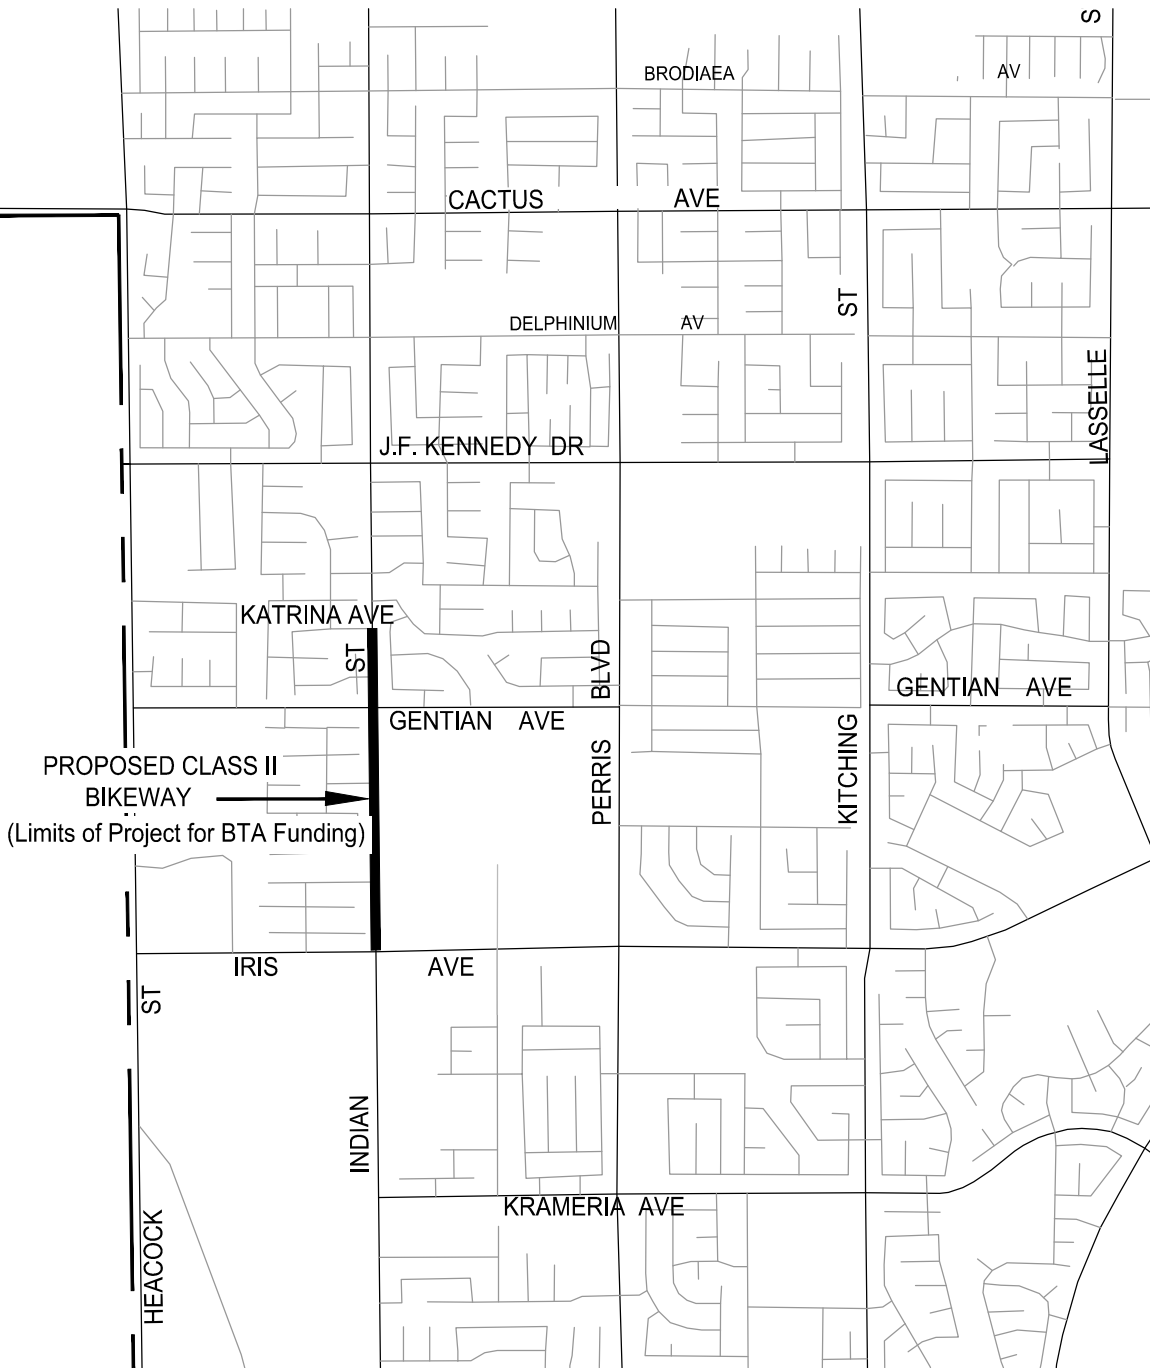 S
BRODIAEA AV
CACTUS AVE
ST
DELPHINIUM AV
LASSELLE
J.F. KENNEDY DR
KATRINA AVE
ST
BLVD
GENTIAN AVE
GENTIAN AVE
PERRIS
KITCHING
PROPOSED CLASS II
BIKEWAY
(Limits of Project for BTA Funding)
IRIS AVE
ST
INDIAN
KRAMERIA AVE
HEACOCK